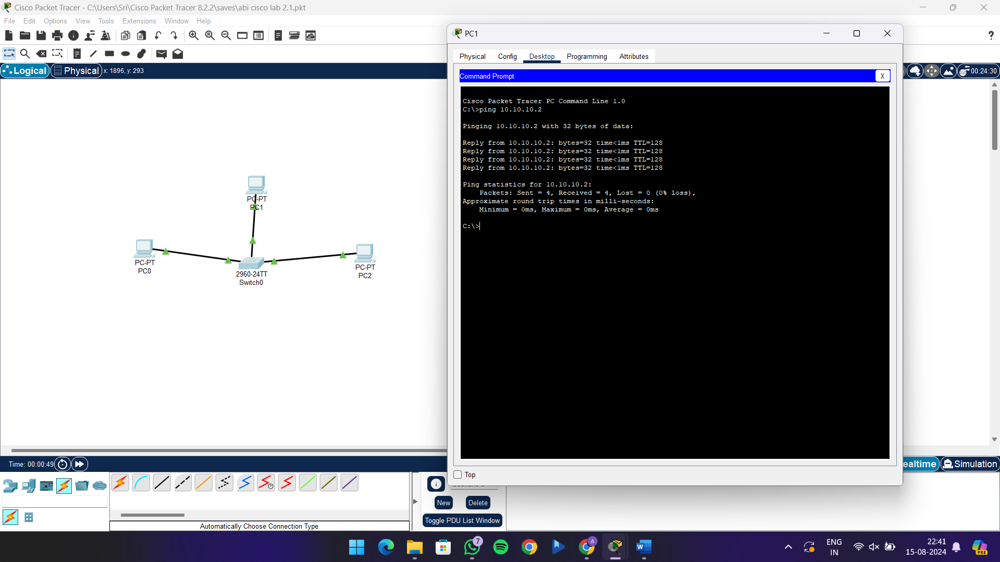 Cisco Packet Tracer - C:\Users\Sri\Cisco Packet Tracer 8.2.2\saves\abi cisco lab 2.1.pkt
File Edit Options View Tools Extensions Window Help
?
Logical Physical x: 1896, y: 293
00:24:30
PC1
Physical Config Desktop Programming Attributes
Command Prompt
X
Cisco Packet Tracer PC Command Line 1.0
C:\>ping 10.10.10.2
Pinging 10.10.10.2 with 32 bytes of data:
Reply from 10.10.10.2: bytes=32 time<1ms TTL=128
Reply from 10.10.10.2: bytes=32 time<1ms TTL=128
Reply from 10.10.10.2: bytes=32 time<1ms TTL=128
Reply from 10.10.10.2: bytes=32 time<1ms TTL=128
Ping statistics for 10.10.10.2:
Packets: Sent = 4, Received = 4, Lost = 0 (0% loss),
Approximate round trip times in milli-seconds:
Minimum = 0ms, Maximum = 0ms, Average = 0ms
C:\>
Top
PC-PT
PC1
PC-PT
PC0
2960-24TT
Switch0
PC-PT
PC2
Time: 00:00:49
ealtime Simulation
New Delete
Toggle PDU List Window
Automatically Choose Connection Type
7
A
W
ENG
IN
22:41
15-08-2024
PRE